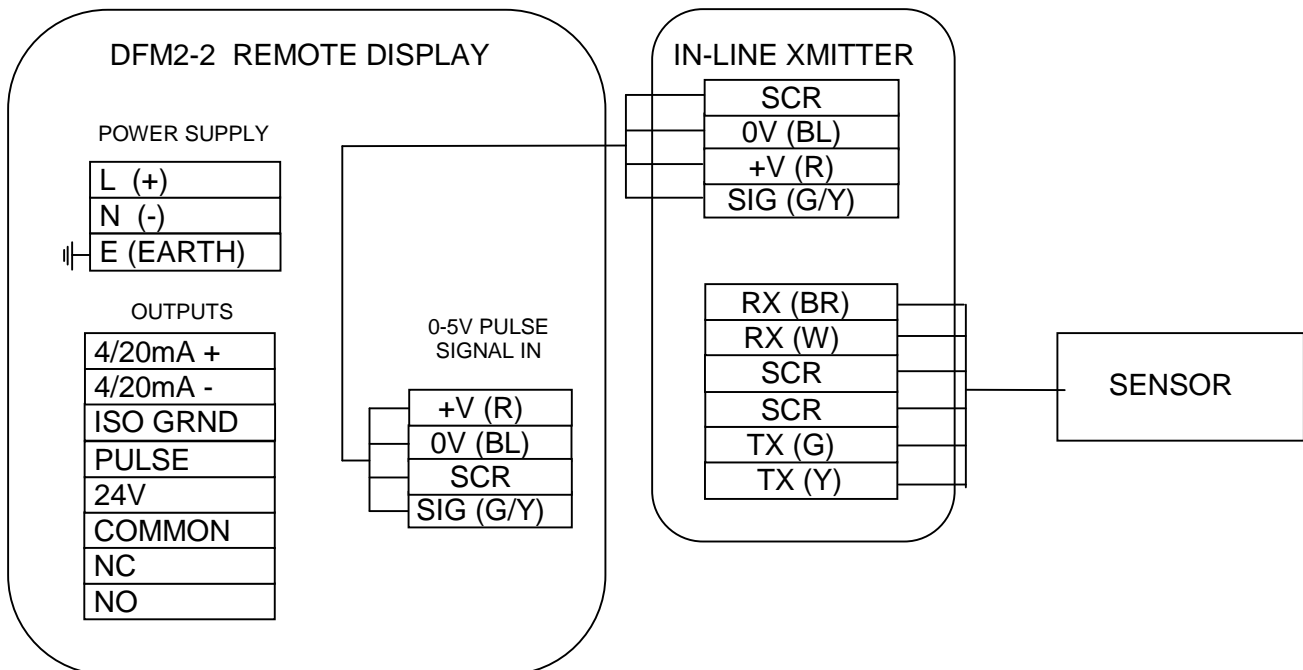 DFM2-2 REMOTE DISPLAY
POWER SUPPLY
L (+)
N (-)
E (EARTH)
OUTPUTS
4/20mA +
4/20mA -
ISO GRND
PULSE
24V
COMMON
NC
NO
0-5V PULSE
SIGNAL IN
+V (R)
0V (BL)
SCR
SIG (G/Y)
IN-LINE XMITTER
SCR
0V (BL)
+V (R)
SIG (G/Y)
RX (BR)
RX (W)
SCR
SCR
TX (G)
TX (Y)
SENSOR